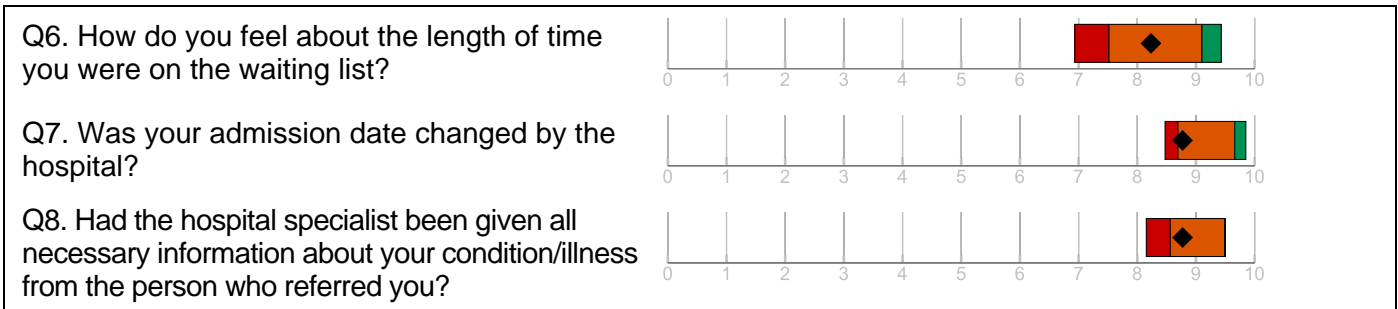 Q6. How do you feel about the length of time
you were on the waiting list?
0 1 2 3 4 5 6 7 8 9 10
Q7. Was your admission date changed by the
hospital?
0 1 2 3 4 5 6 7 8 9 10
Q8. Had the hospital specialist been given all
necessary information about your condition/illness
from the person who referred you?
0 1 2 3 4 5 6 7 8 9 10